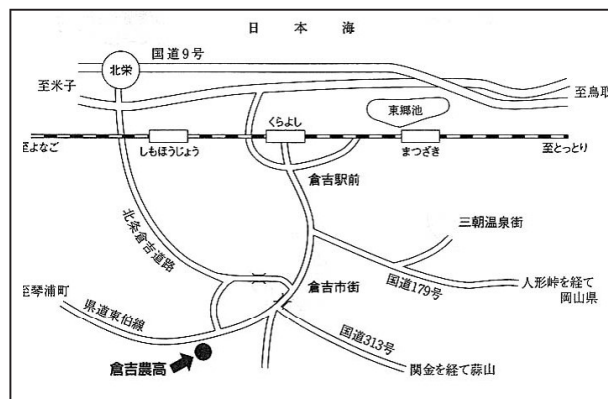 日本海
国道9号
北栄
至米子
至鳥取
東郷池
くらよし
至よなご
しもほうじょう
まつざき
至とっとり
倉吉駅前
三朝温泉街
北条倉吉道路
倉吉市街
国道179号
人形峠を経て
岡山県
至琴浦町
県道東伯線
国道313号
倉吉農高
関金を経て蒜山